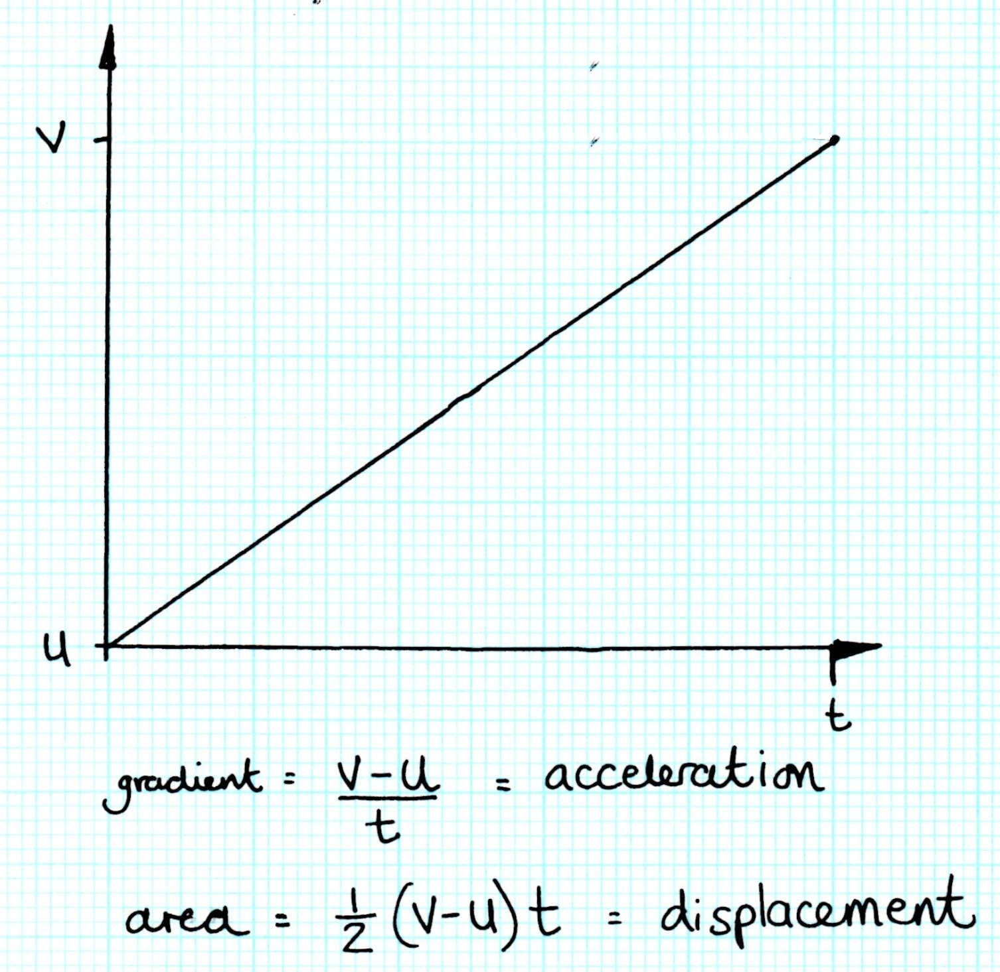 v
u
t
gradient = v-u/t = acceleration
area = 1/2 (v-u) t = displacement